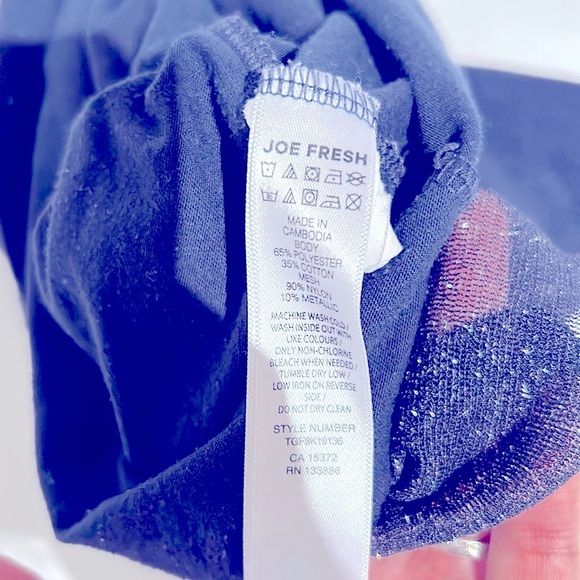 JOE FRESH
MADE IN
CAMBODIA
BODY
65% POLYESTER
35% COTTON
MESH
90% NYLON
10% METALLIC
MACHINE WASH COLD /
WASH INSIDE OUT WITH
LIKE COLOURS /
ONLY NON-CHLORINE
BLEACH WHEN NEEDED /
TUMBLE DRY LOW /
LOW IRON ON REVERSE
SIDE /
DO NOT DRY CLEAN
STYLE NUMBER
CA 15372
RN 133836